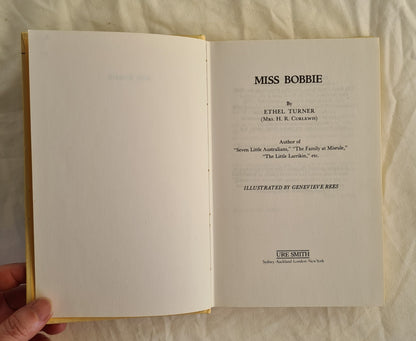 MISS BOBBIE
By
ETHEL TURNER
(MRS. H. R. CURLEWIS)
Author of
"Seven Little Australians," "The Family at Misrule,"
"The Little Larrikin," etc.
ILLUSTRATED BY GENEVIEVE REES
URE SMITH
Sydney·Auckland·London·New York